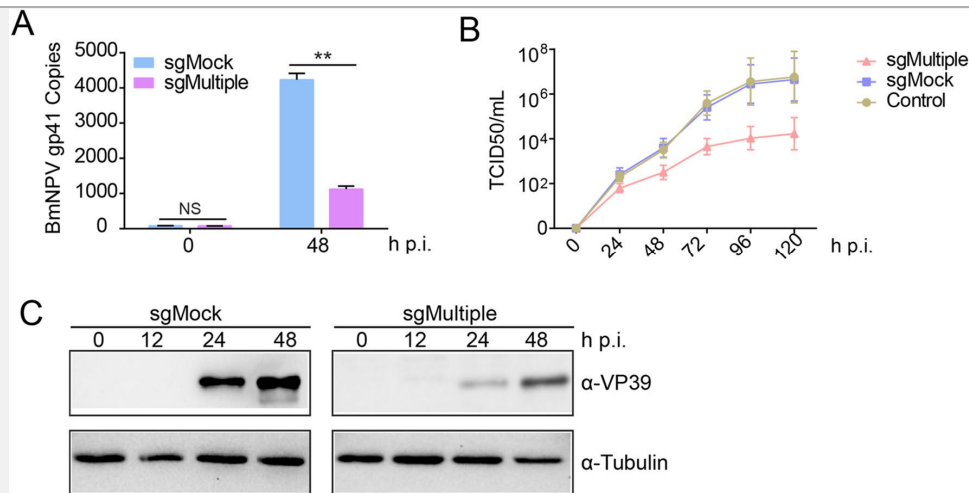 A
BmNPV gp41 Copies
5000
4000
3000
2000
1000
0
sgMock
sgMultiple
**
NS
0
48
h p.i.
B
TCID50/mL
10^8
10^6
10^4
10^2
0
0
24
48
72
96
120
h p.i.
sgMultiple
sgMock
Control
C
sgMock
sgMultiple
0 12 24 48
0 12 24 48
h p.i.
α-VP39
α-Tubulin